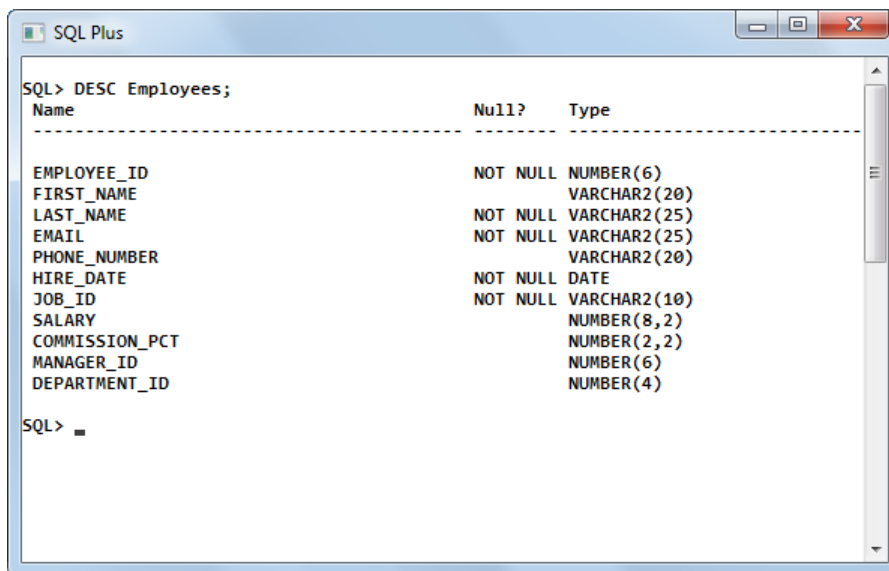 SQL Plus
SQL> DESC Employees;
Name Null? Type
----------------------------------------- -------- ----------------------------
EMPLOYEE_ID NOT NULL NUMBER(6)
FIRST_NAME VARCHAR2(20)
LAST_NAME NOT NULL VARCHAR2(25)
EMAIL NOT NULL VARCHAR2(25)
PHONE_NUMBER VARCHAR2(20)
HIRE_DATE NOT NULL DATE
JOB_ID NOT NULL VARCHAR2(10)
SALARY NUMBER(8,2)
COMMISSION_PCT NUMBER(2,2)
MANAGER_ID NUMBER(6)
DEPARTMENT_ID NUMBER(4)
SQL>